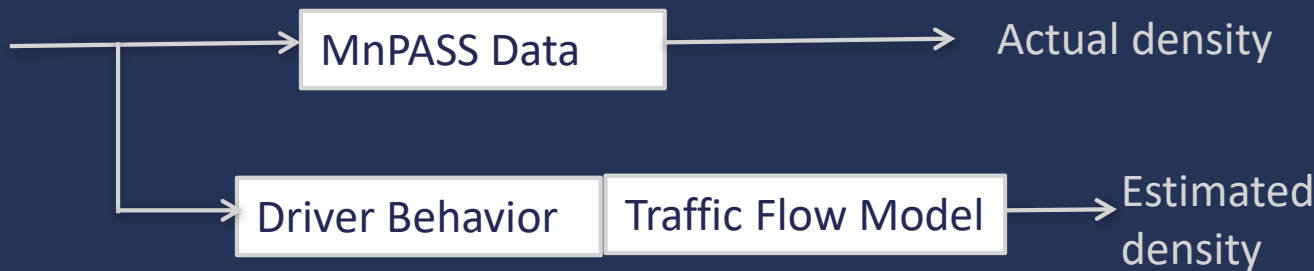 MnPASS Data
Actual density
Driver Behavior
Traffic Flow Model
Estimated
density